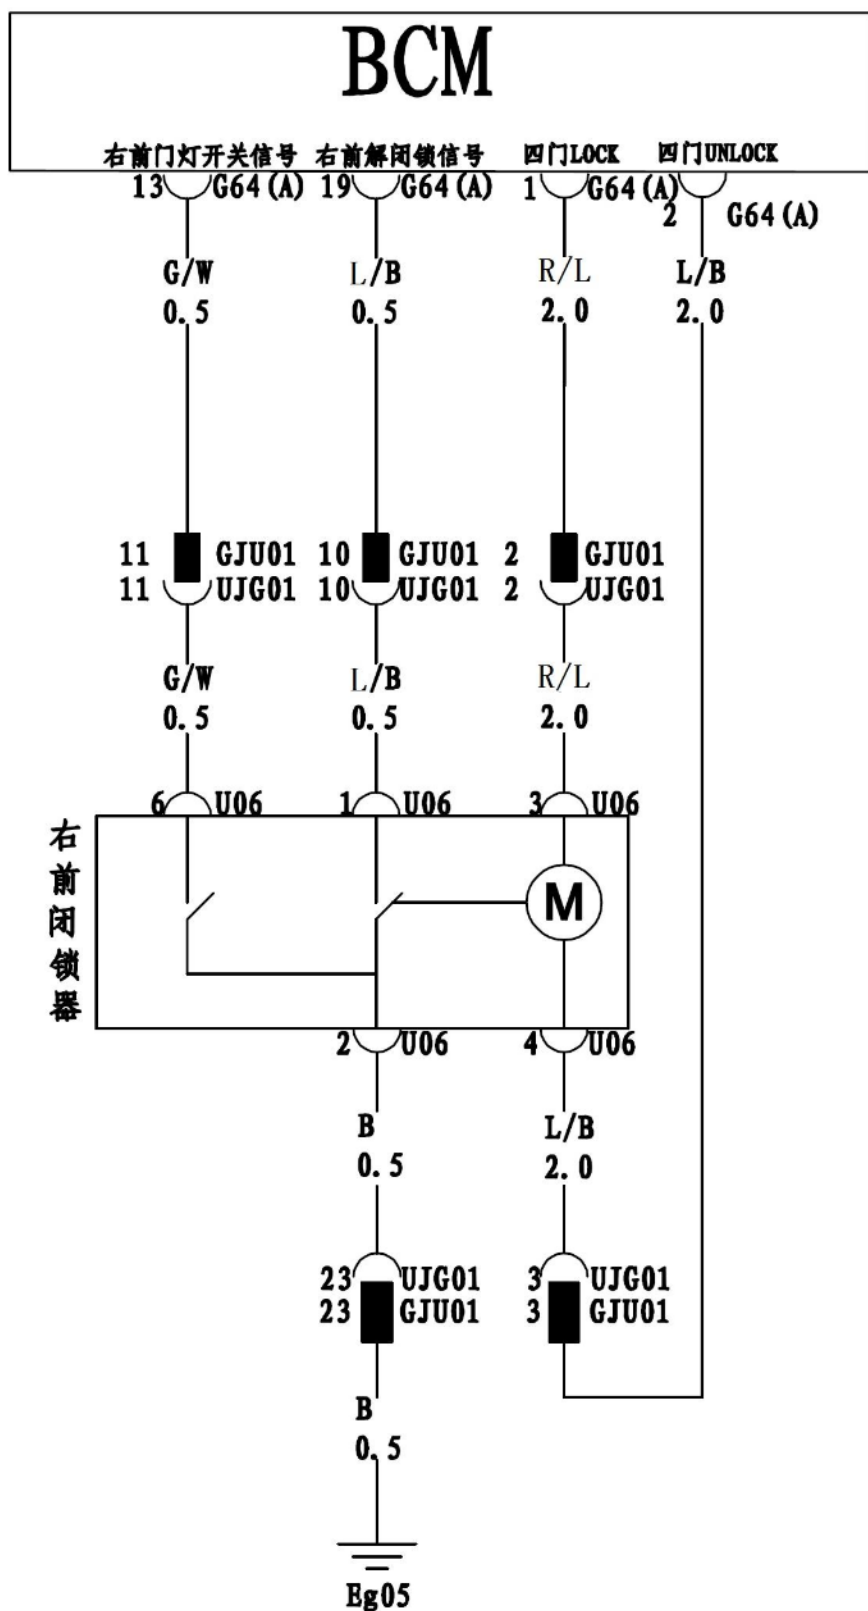 BCM
右前门灯开关信号 右前解闭锁信号 四门LOCK 四门UNLOCK
13 G64(A) 19 G64(A) 1 G64(A) 2 G64(A)
G/W L/B R/L L/B
0.5 0.5 2.0 2.0
11 GJU01 10 GJU01 2 GJU01
11 UJG01 10 UJG01 2 UJG01
G/W L/B R/L
0.5 0.5 2.0
6 U06 1 U06 3 U06
右前闭锁器
M
2 U06 4 U06
B L/B
0.5 2.0
23 UJG01 3 UJG01
23 GJU01 3 GJU01
B
0.5
Eg05